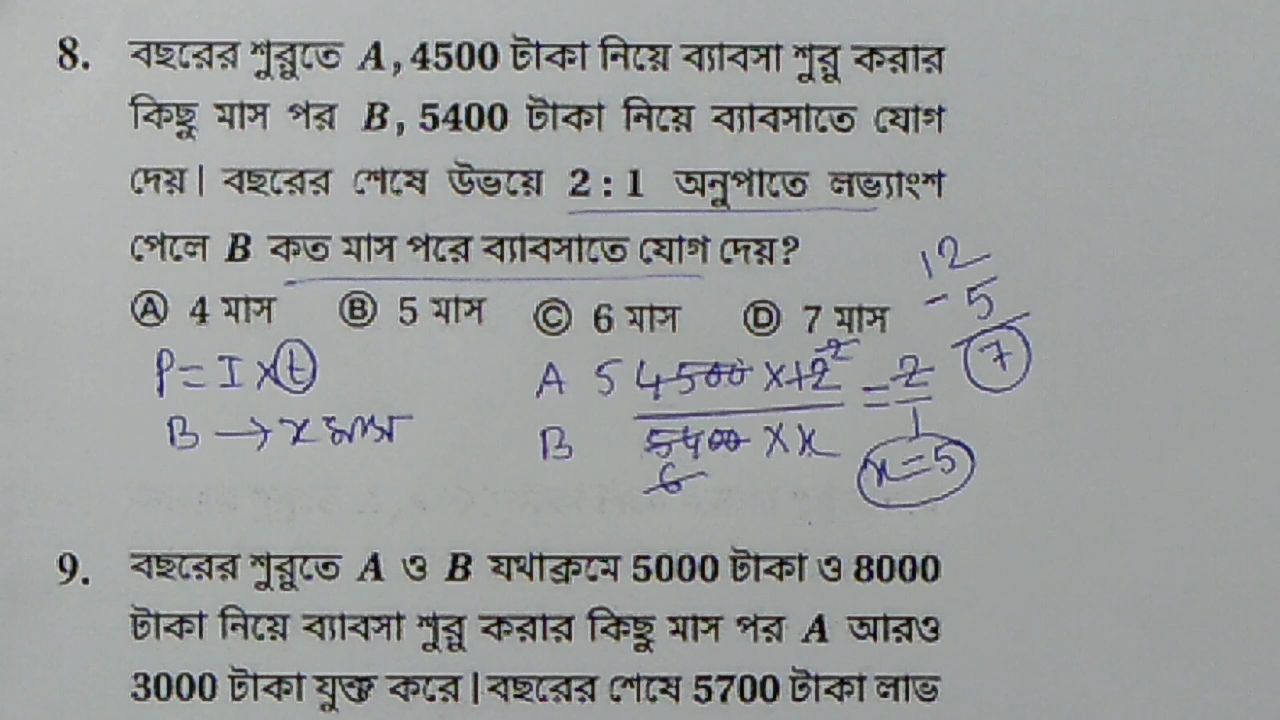 8. বছরের শুরুতে A, 4500 টাকা নিয়ে ব্যাবসা শুরু করার
কিছু মাস পর B, 5400 টাকা নিয়ে ব্যাবসাতে যোগ
দেয়। বছরের শেষে উভয়ে 2 : 1 অনুপাতে লভ্যাংশ
পেলে B কত মাস পরে ব্যাবসাতে যোগ দেয়?
12
- 5
7
Ⓐ 4 মাস Ⓑ 5 মাস Ⓒ 6 মাস Ⓓ 7 মাস
P = I × t
B → x মাস
A 5 4500 × 12 2 = 2
B 5400 × x 1
6
x = 5
9. বছরের শুরুতে A ও B যথাক্রমে 5000 টাকা ও 8000
টাকা নিয়ে ব্যাবসা শুরু করার কিছু মাস পর A আরও
3000 টাকা যুক্ত করে। বছরের শেষে 5700 টাকা লাভ